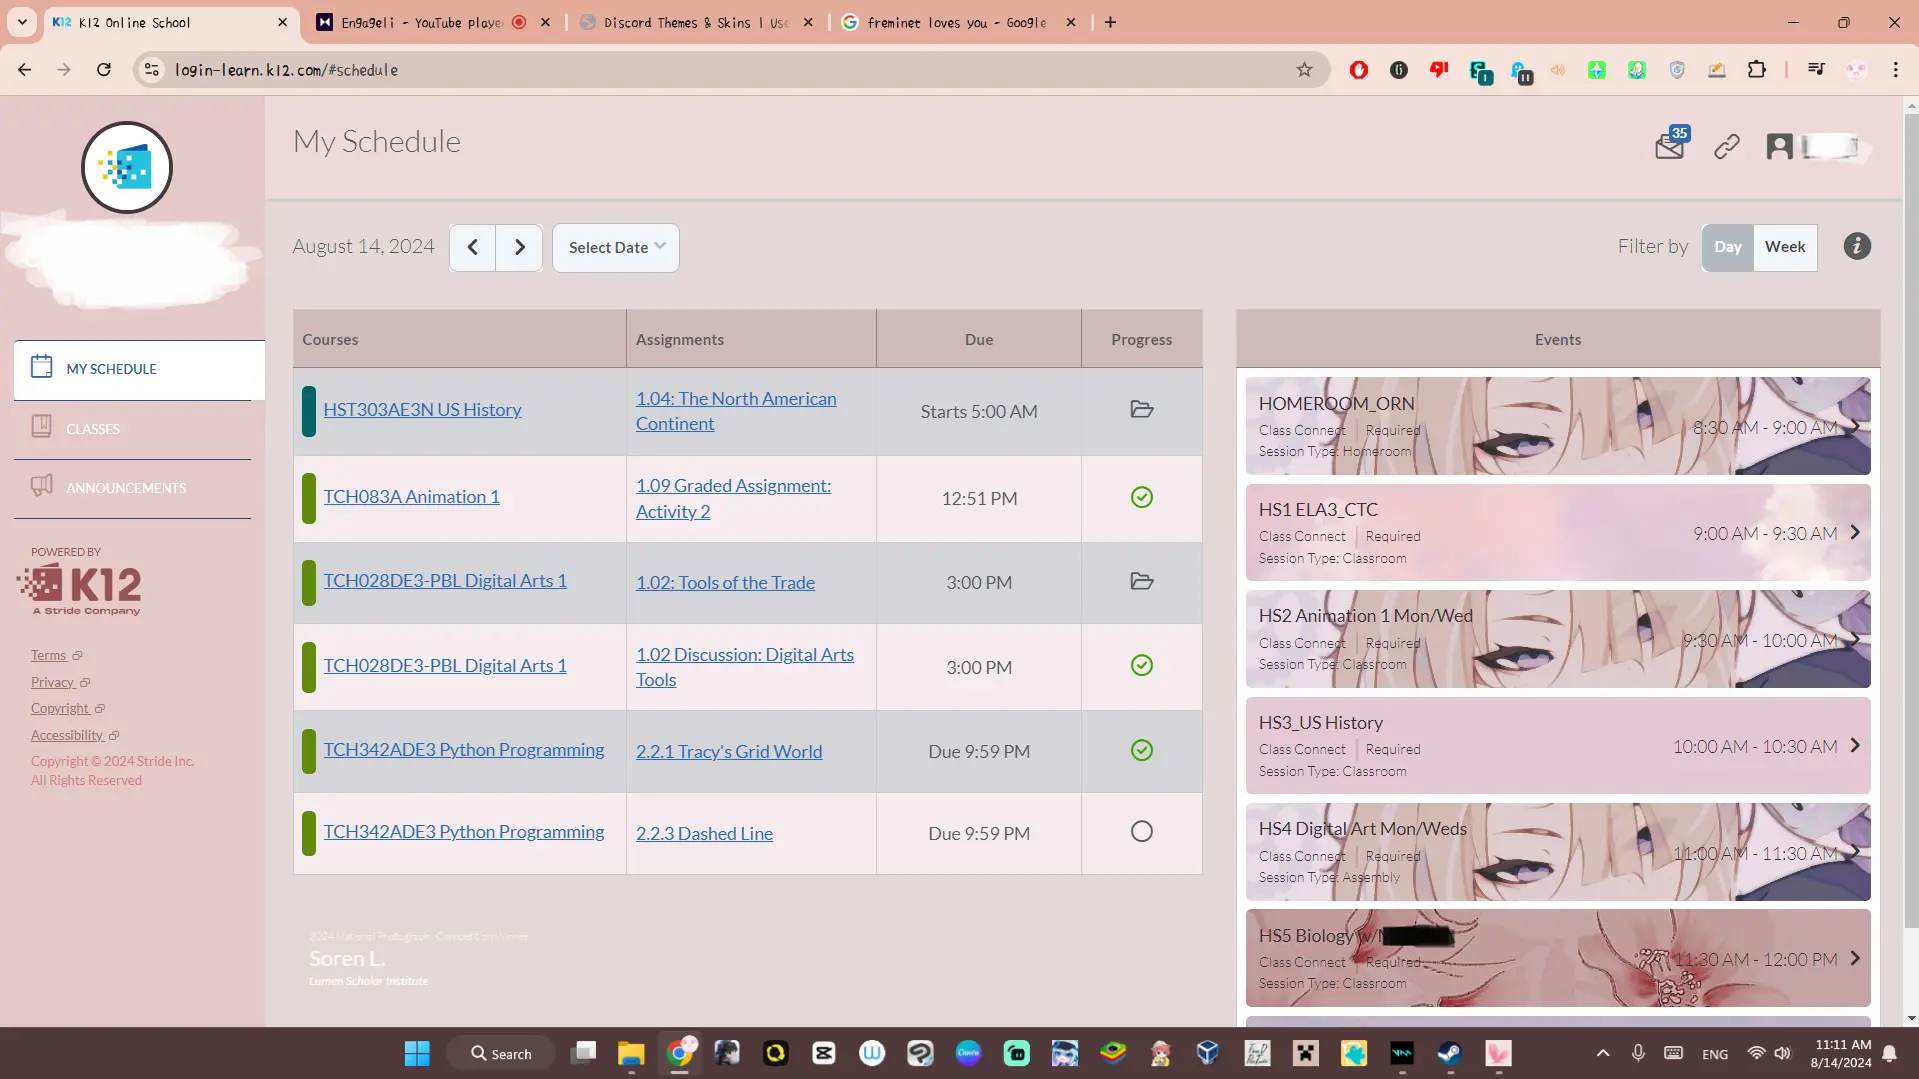 K12 K12 Online School
Engageli - YouTube playe
Discord Themes & Skins | Use
freminet loves you - Google
login-learn.k12.com/#schedule
My Schedule
35
August 14, 2024
Select Date
Filter by
Day
Week
MY SCHEDULE
CLASSES
ANNOUNCEMENTS
POWERED BY
K12
A Stride Company
Terms
Privacy
Copyright
Accessibility
Copyright © 2024 Stride Inc.
All Rights Reserved
Courses Assignments Due Progress
HST303AE3N US History
1.04: The North American
Continent
Starts 5:00 AM
TCH083A Animation 1
1.09 Graded Assignment:
Activity 2
12:51 PM
TCH028DE3-PBL Digital Arts 1
1.02: Tools of the Trade
3:00 PM
TCH028DE3-PBL Digital Arts 1
1.02 Discussion: Digital Arts
Tools
3:00 PM
TCH342ADE3 Python Programming
2.2.1 Tracy's Grid World
Due 9:59 PM
TCH342ADE3 Python Programming
2.2.3 Dashed Line
Due 9:59 PM
2024 National Photography Competition Winner
Soren L.
Lumen Scholar Institute
Events
HOMEROOM_ORN
Class Connect | Required
Session Type: Homeroom
8:30 AM - 9:00 AM
HS1 ELA3_CTC
Class Connect | Required
Session Type: Classroom
9:00 AM - 9:30 AM
HS2 Animation 1 Mon/Wed
Class Connect | Required
Session Type: Classroom
9:30 AM - 10:00 AM
HS3_US History
Class Connect | Required
Session Type: Classroom
10:00 AM - 10:30 AM
HS4 Digital Art Mon/Weds
Class Connect | Required
Session Type: Assembly
11:00 AM - 11:30 AM
HS5 Biology w/
Class Connect | Required
Session Type: Classroom
11:30 AM - 12:00 PM
Search
ENG
11:11 AM
8/14/2024